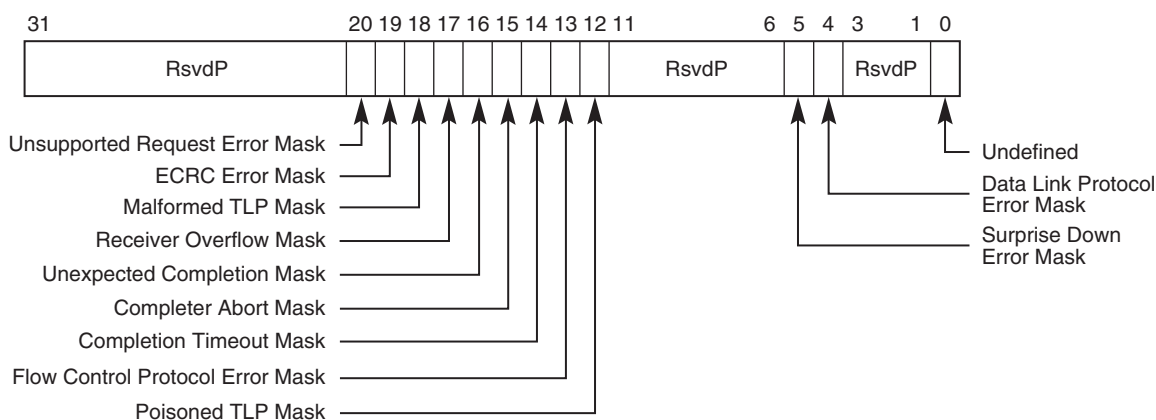 31 20 19 18 17 16 15 14 13 12 11 6 5 4 3 1 0
RsvdP RsvdP RsvdP
Unsupported Request Error Mask
ECRC Error Mask
Malformed TLP Mask
Receiver Overflow Mask
Unexpected Completion Mask
Completer Abort Mask
Completion Timeout Mask
Flow Control Protocol Error Mask
Poisoned TLP Mask
Undefined
Data Link Protocol
Error Mask
Surprise Down
Error Mask